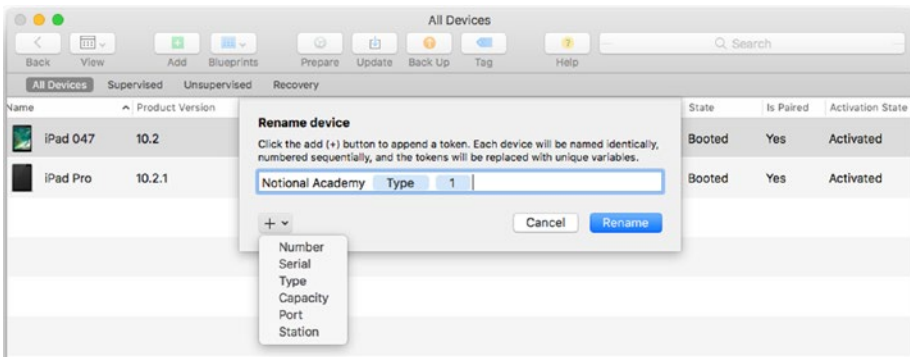 All Devices
Back View Add Blueprints Prepare Update Back Up Tag ? Help Search
All Devices Supervised Unsupervised Recovery
Name Product Version State Is Paired Activation State
iPad 047 10.2 Booted Yes Activated
iPad Pro 10.2.1 Booted Yes Activated
Rename device
Click the add (+) button to append a token. Each device will be named identically,
numbered sequentially, and the tokens will be replaced with unique variables.
Notional Academy Type 1
+
Cancel Rename
Number
Serial
Type
Capacity
Port
Station